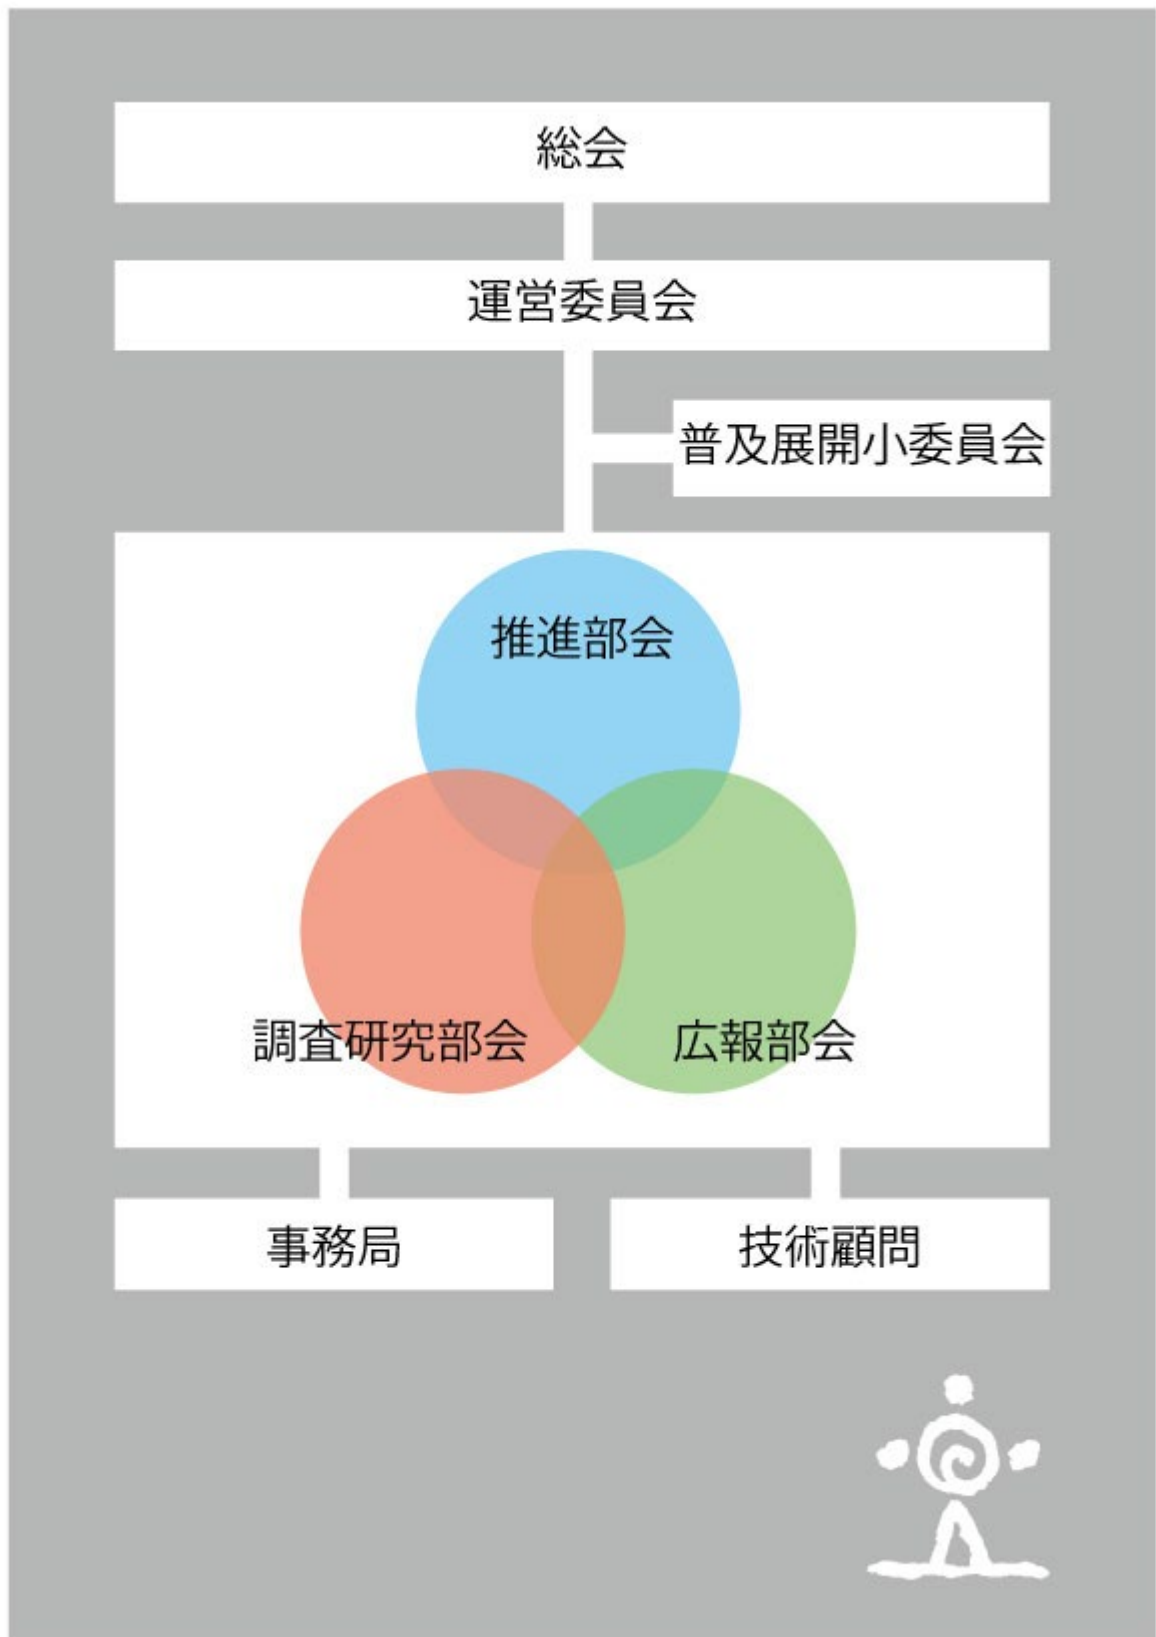 総会
運営委員会
普及展開小委員会
推進部会
調査研究部会
広報部会
事務局
技術顧問